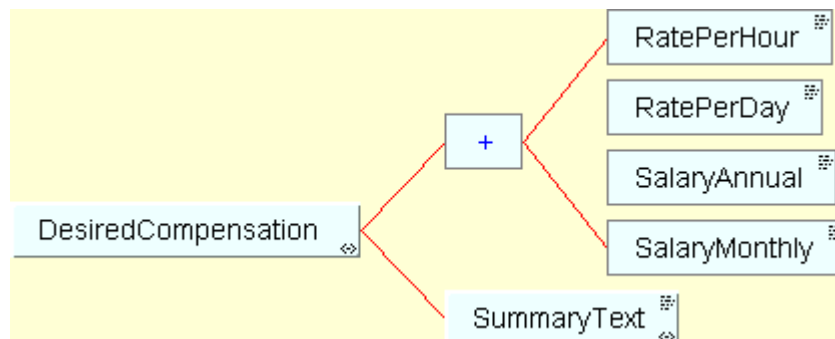 RatePerHour
RatePerDay
+
SalaryAnnual
DesiredCompensation
SalaryMonthly
SummaryText